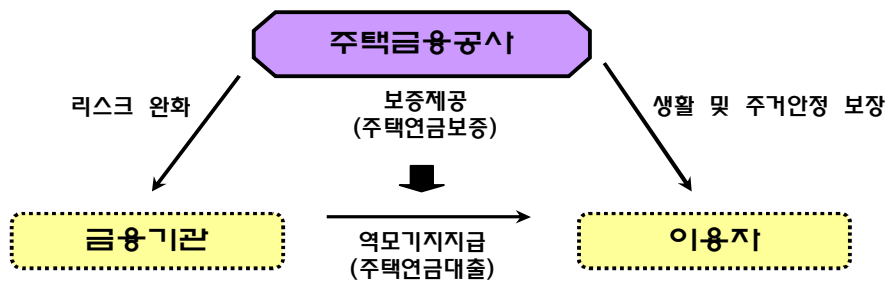 주택금융공사
리스크 완화
보증제공
(주택연금보증)
생활 및 주거안정 보장
금융기관
역모기지지급
(주택연금대출)
이용자